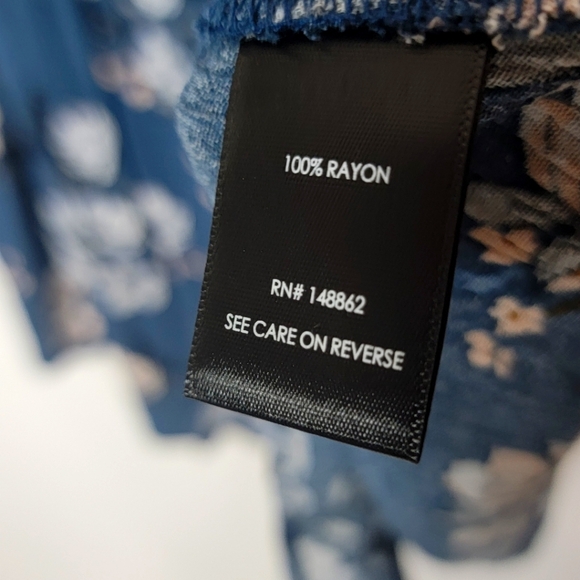 100% RAYON
RN# 148862
SEE CARE ON REVERSE